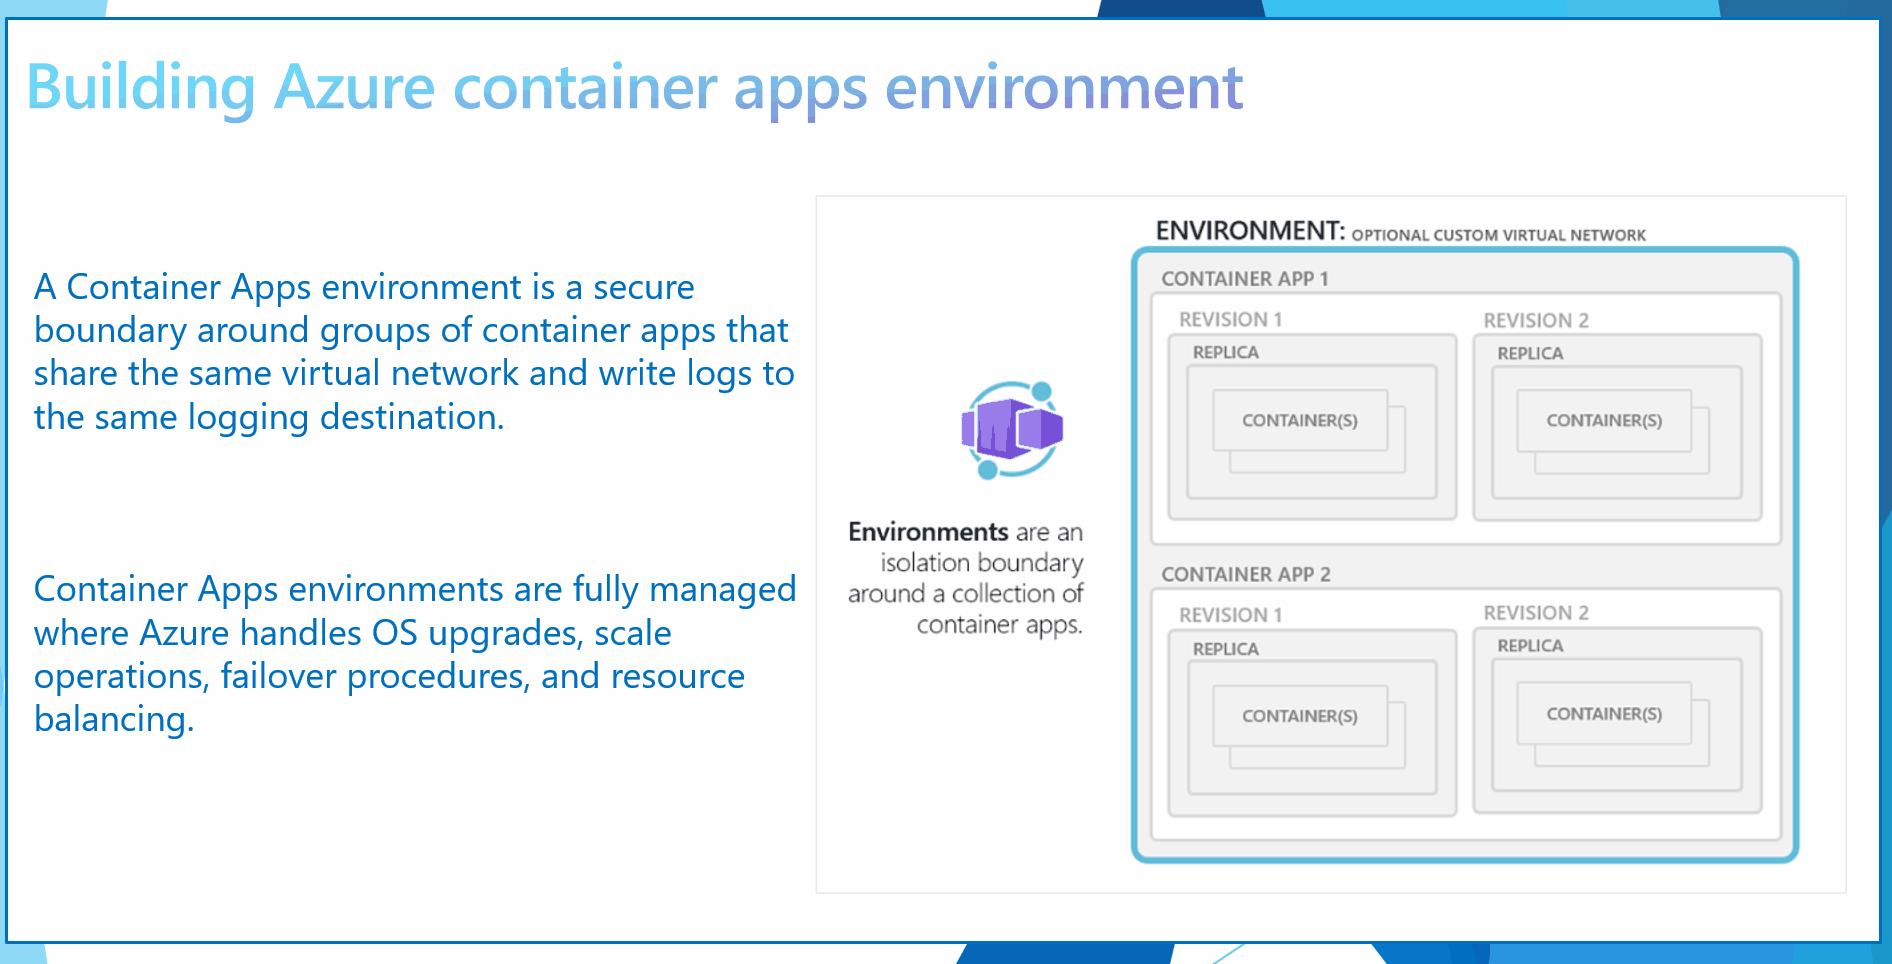 Building Azure container apps environment
A Container Apps environment is a secure
boundary around groups of container apps that
share the same virtual network and write logs to
the same logging destination.
Container Apps environments are fully managed
where Azure handles OS upgrades, scale
operations, failover procedures, and resource
balancing.
Environments are an
isolation boundary
around a collection of
container apps.
ENVIRONMENT: OPTIONAL CUSTOM VIRTUAL NETWORK
CONTAINER APP 1
REVISION 1
REPLICA
CONTAINER(S)
REVISION 2
REPLICA
CONTAINER(S)
CONTAINER APP 2
REVISION 1
REPLICA
CONTAINER(S)
REVISION 2
REPLICA
CONTAINER(S)